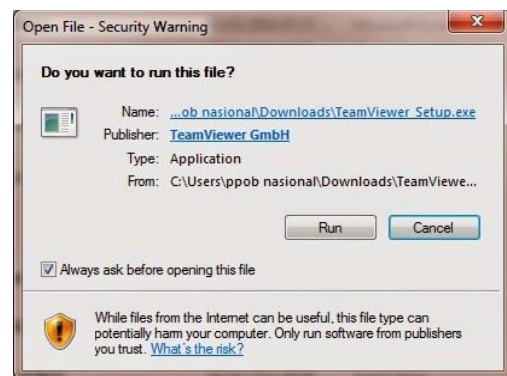 Open File - Security Warning
Do you want to run this file?
Name: ...ob nasional\Downloads\TeamViewer_Setup.exe
Publisher: TeamViewer GmbH
Type: Application
From: C:\Users\ppob nasional\Downloads\TeamViewe...
Run Cancel
Always ask before opening this file
While files from the Internet can be useful, this file type can
potentially harm your computer. Only run software from publishers
you trust. What's the risk?